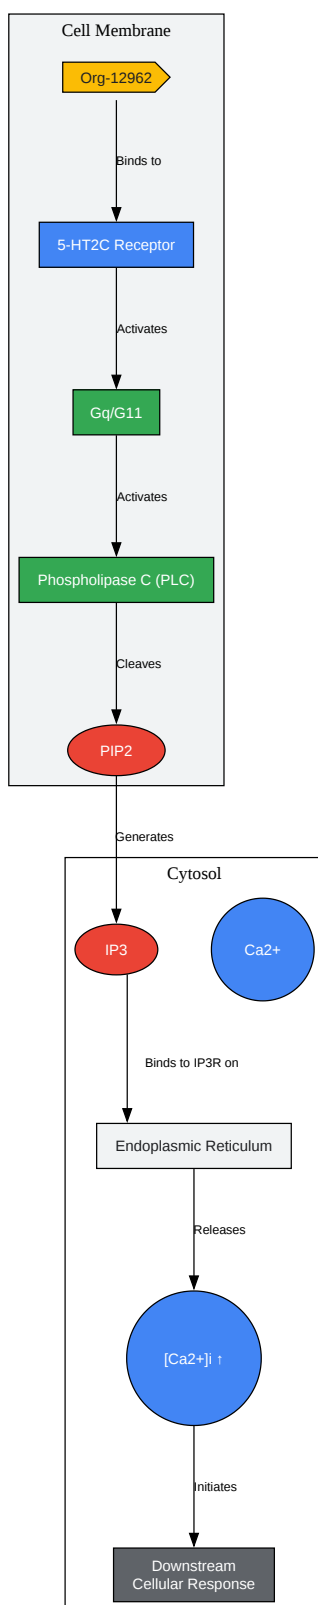 Cell Membrane
Org-12962
Binds to
5-HT2C Receptor
Activates
Gq/G11
Activates
Phospholipase C (PLC)
Cleaves
PIP2
Generates
Cytosol
IP3
Ca2+
Binds to IP3R on
Endoplasmic Reticulum
Releases
[Ca2+]i ↑
Initiates
Downstream
Cellular Response